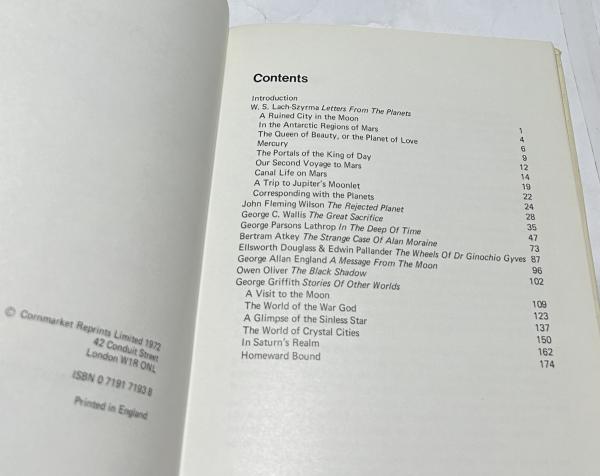 © Cornmarket Reprints Limited 1972
42 Conduit Street
London W1R ONL
ISBN 0 7191 7193 8
Printed in England
Contents
Introduction
W. S. Lach-Szyrma Letters From The Planets
A Ruined City in the Moon 1
In the Antarctic Regions of Mars 4
The Queen of Beauty, or the Planet of Love 6
Mercury 9
The Portals of the King of Day 12
Our Second Voyage to Mars 14
Canal Life on Mars 19
A Trip to Jupiter's Moonlet 22
Corresponding with the Planets 24
John Fleming Wilson The Rejected Planet 28
George C. Wallis The Great Sacrifice 35
George Parsons Lathrop In The Deep Of Time 47
Bertram Atkey The Strange Case Of Alan Moraine 73
Ellsworth Douglass & Edwin Pallander The Wheels Of Dr Ginochio Gyves 87
George Allan England A Message From The Moon 96
Owen Oliver The Black Shadow 102
George Griffith Stories Of Other Worlds
A Visit to the Moon 109
The World of the War God 123
A Glimpse of the Sinless Star 137
The World of Crystal Cities 150
In Saturn's Realm 162
Homeward Bound 174